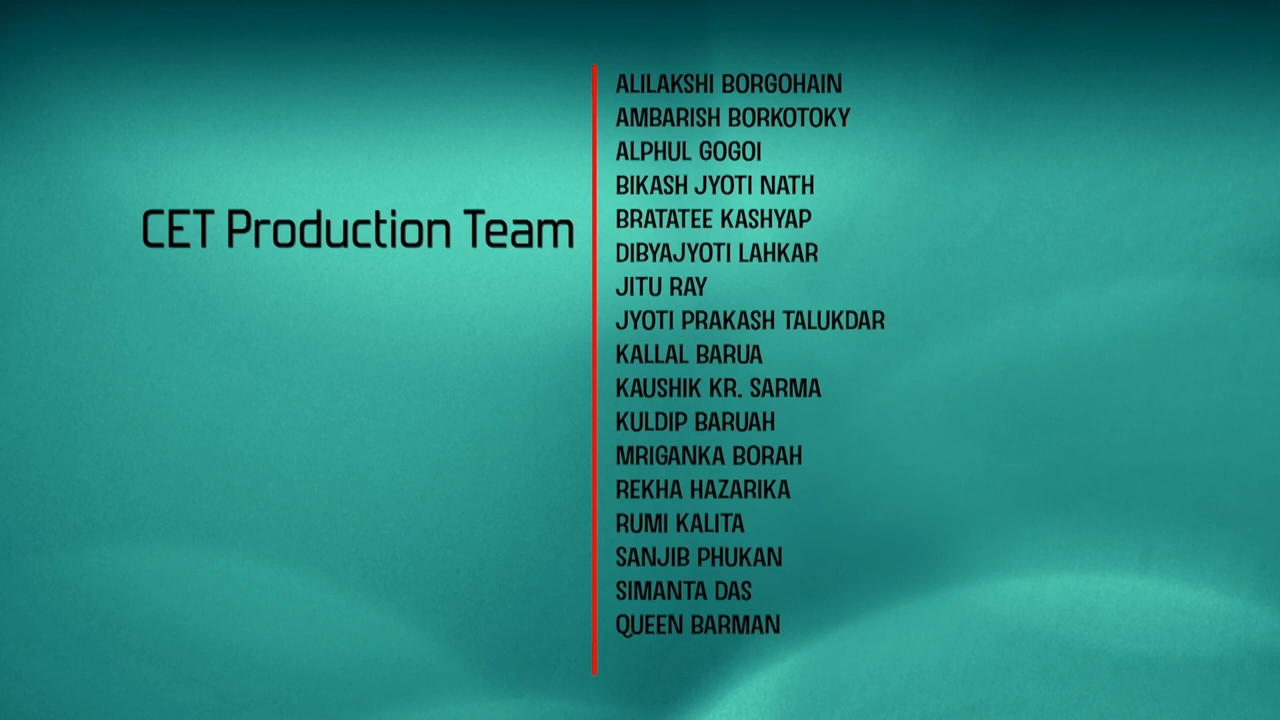 CET Production Team
ALILAKSHI BORGOHAIN
AMBARISH BORKOTOKY
ALPHUL GOGOI
BIKASH JYOTI NATH
BRATATEE KASHYAP
DIBYAJYOTI LAHKAR
JITU RAY
JYOTI PRAKASH TALUKDAR
KALLAL BARUA
KAUSHIK KR. SARMA
KULDIP BARUAH
MRIGANKA BORAH
REKHA HAZARIKA
RUMI KALITA
SANJIB PHUKAN
SIMANTA DAS
QUEEN BARMAN